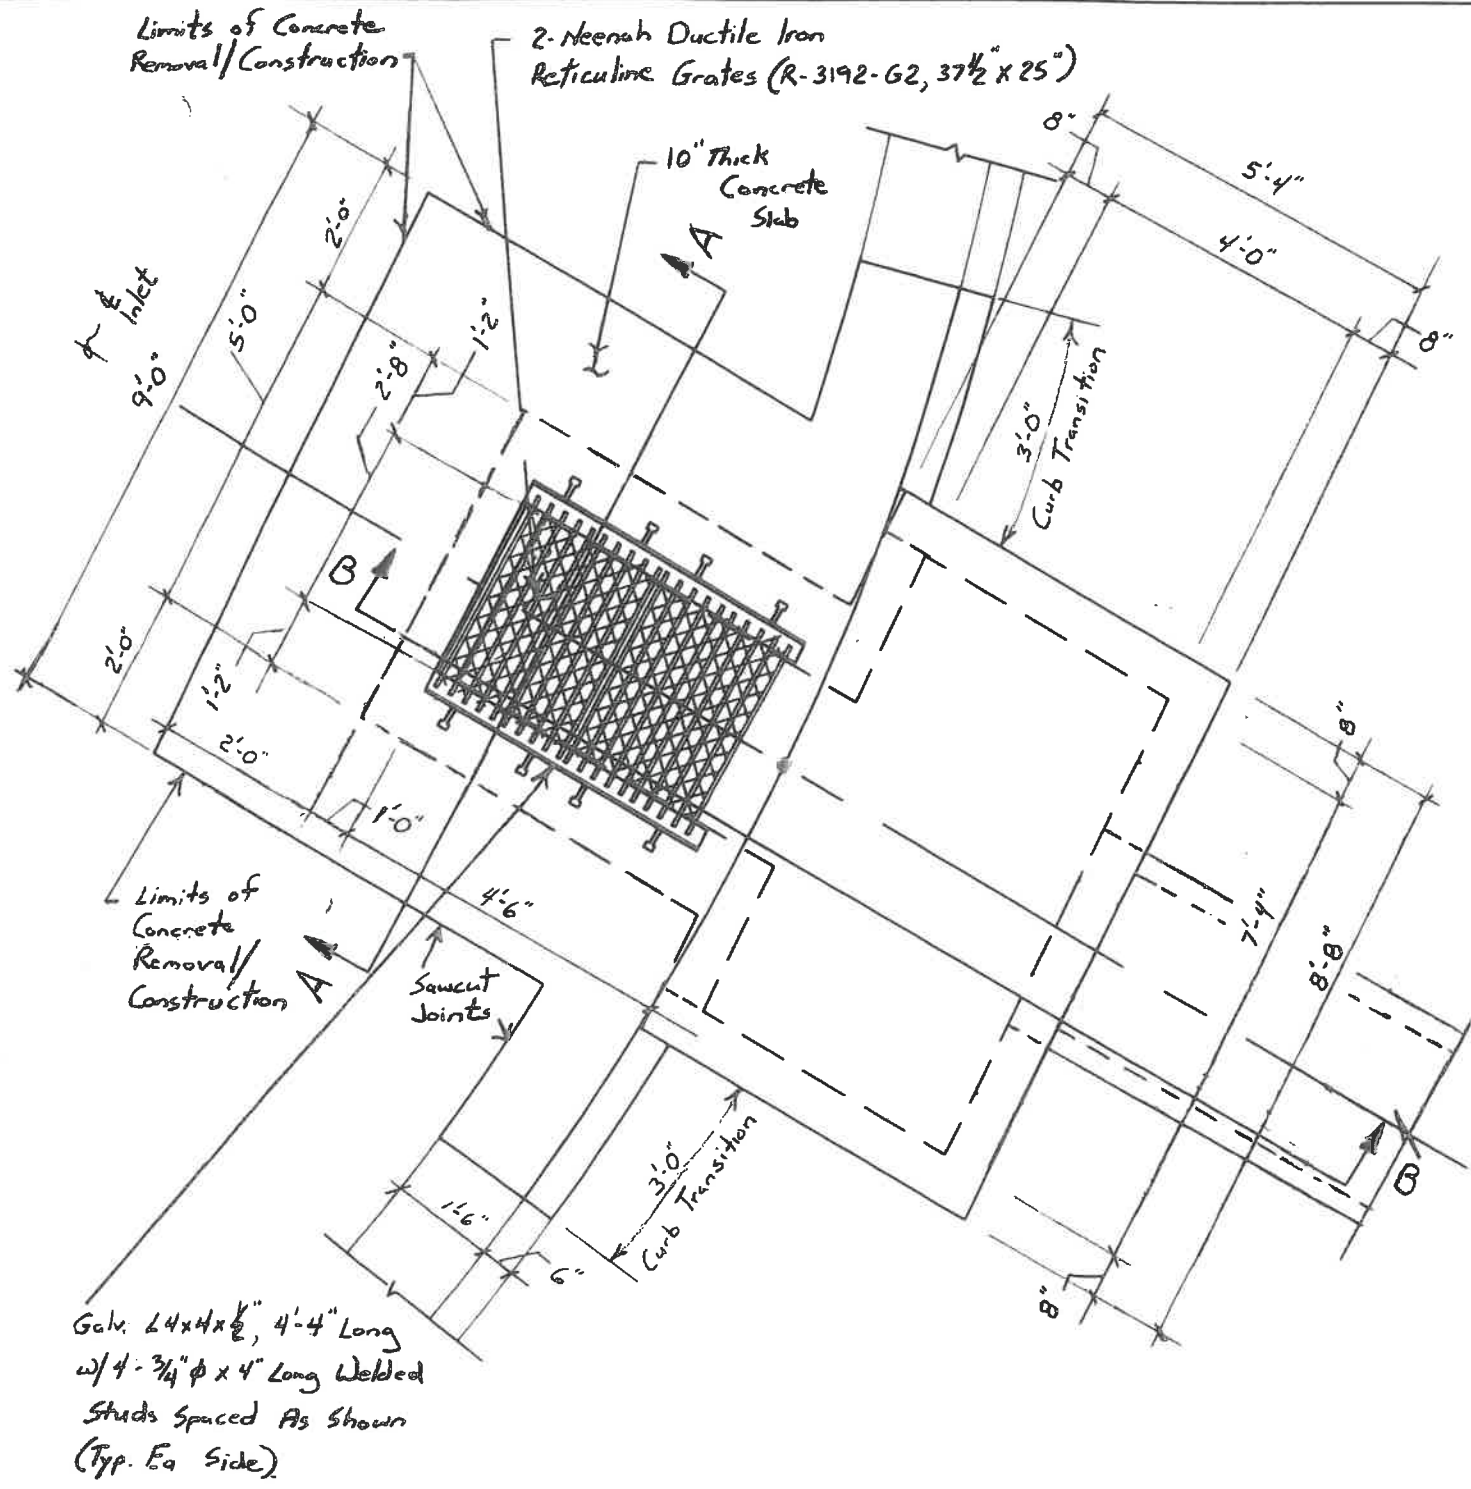 Limits of Concrete
Removal/Construction
2-Neenah Ductile Iron
Reticuline Grates (R-3192-G2, 37½" x 25")
10" Thick
Concrete
Slab
A
8"
5'-4"
4'-0"
8"
2'-0"
℄
Inlet
5'-0"
9'-0"
1'-2"
2'-8"
3'-0"
Curb Transition
B
2'-0"
1'-2"
2'-0"
1'-0"
4'-6"
8"
7'-4"
8'-8"
Limits of
Concrete
Removal/
Construction
A
Sawcut
Joints
3'-0"
Curb Transition
B
1'-6"
6"
8"
Galv. L4x4x½", 4'-4" Long
w/ 4 - ¾"ϕ x 4" Long Welded
Studs Spaced As Shown
(Typ. Ea Side)